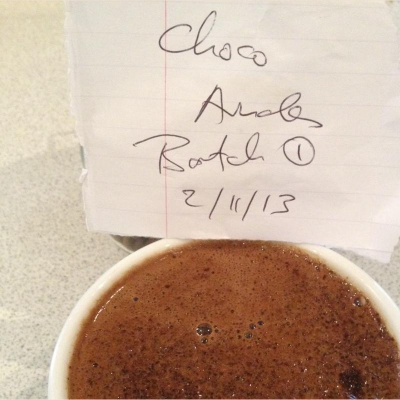 Choco
Andes
Batch ①
2/11/13